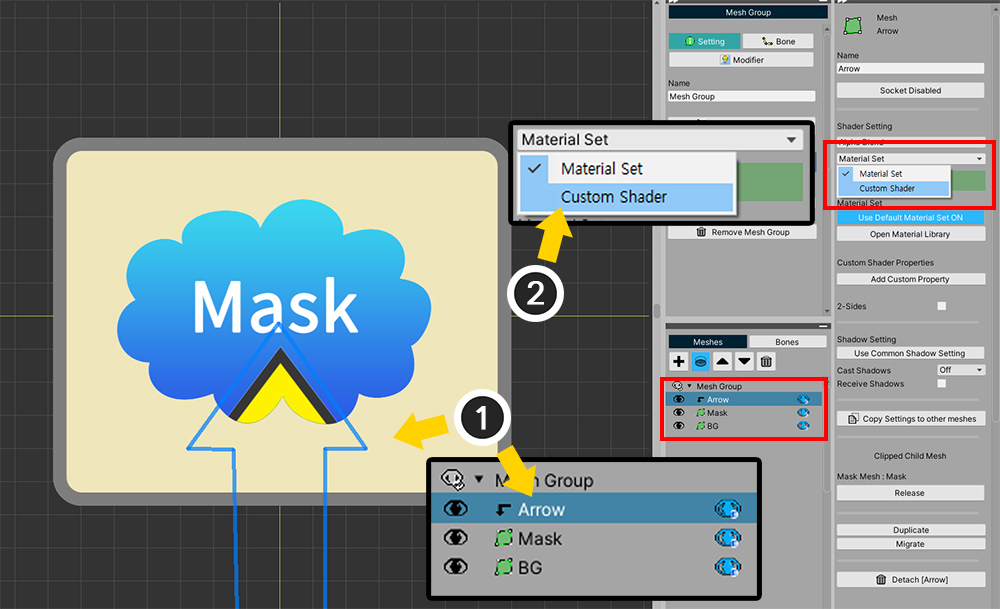 Mask
1
2
Material Set
Material Set
Custom Shader
Mesh Group
Arrow
Mask
BG
Mesh Group
Setting
Bone
Modifier
Name
Mesh Group
Remove Mesh Group
Meshes
Bones
Mesh Group
Arrow
Mask
BG
Mesh
Arrow
Name
Arrow
Socket Disabled
Shader Setting
Alpha Blend
Material Set
Material Set
Custom Shader
Material Set
Use Default Material Set ON
Open Material Library
Custom Shader Properties
Add Custom Property
2-Sides
Shadow Setting
Use Common Shadow Setting
Cast Shadows Off
Receive Shadows
Copy Settings to other meshes
Clipped Child Mesh
Mask Mesh : Mask
Release
Duplicate
Migrate
Detach [Arrow]